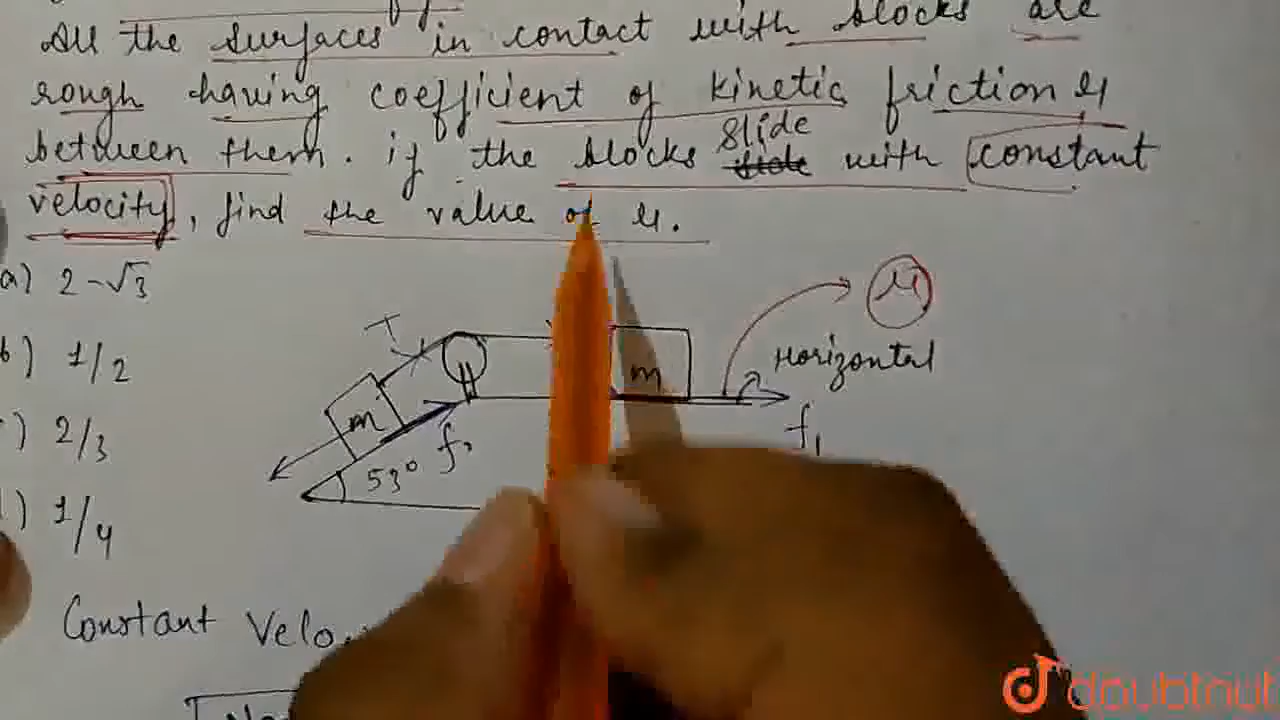 All the surfaces in contact with blocks are
rough having coefficient of kinetic friction μ
between them. if the blocks slide with constant
velocity, find the value of μ.
a) 2-√3
b) 1/2
) 2/3
) 1/4
T
μ
Horizontal
m
m
53°
f₂
f₁
Constant Velo
doubtnut